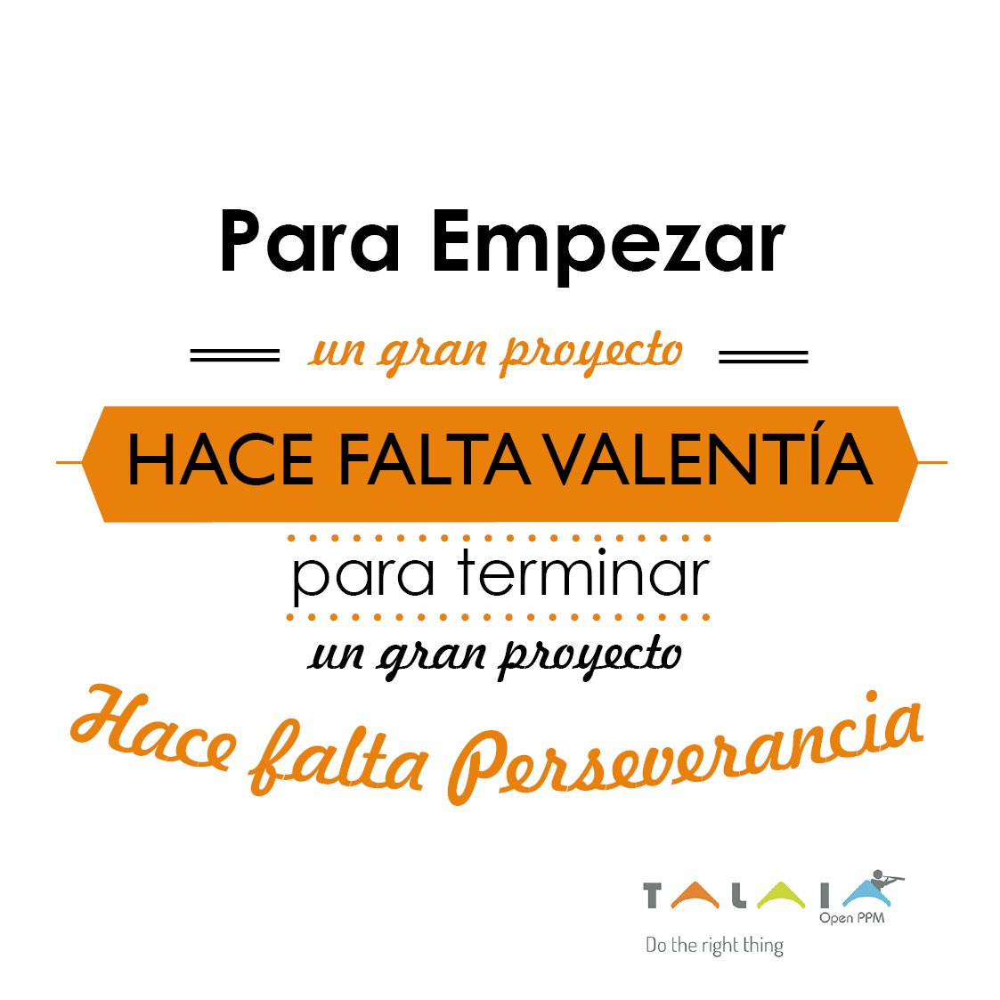 Para Empezar
un gran proyecto
HACE FALTA VALENTÍA
para terminar
un gran proyecto
Hace falta Perseverancia
TALAIA
Open PPM
Do the right thing